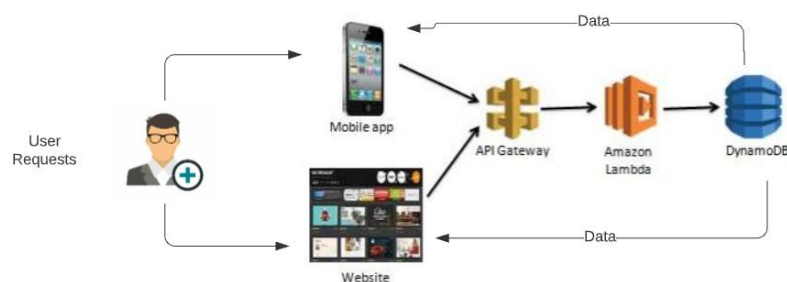 Data
User
Requests
Mobile app
API Gateway
Amazon
Lambda
DynamoDB
Data
Website